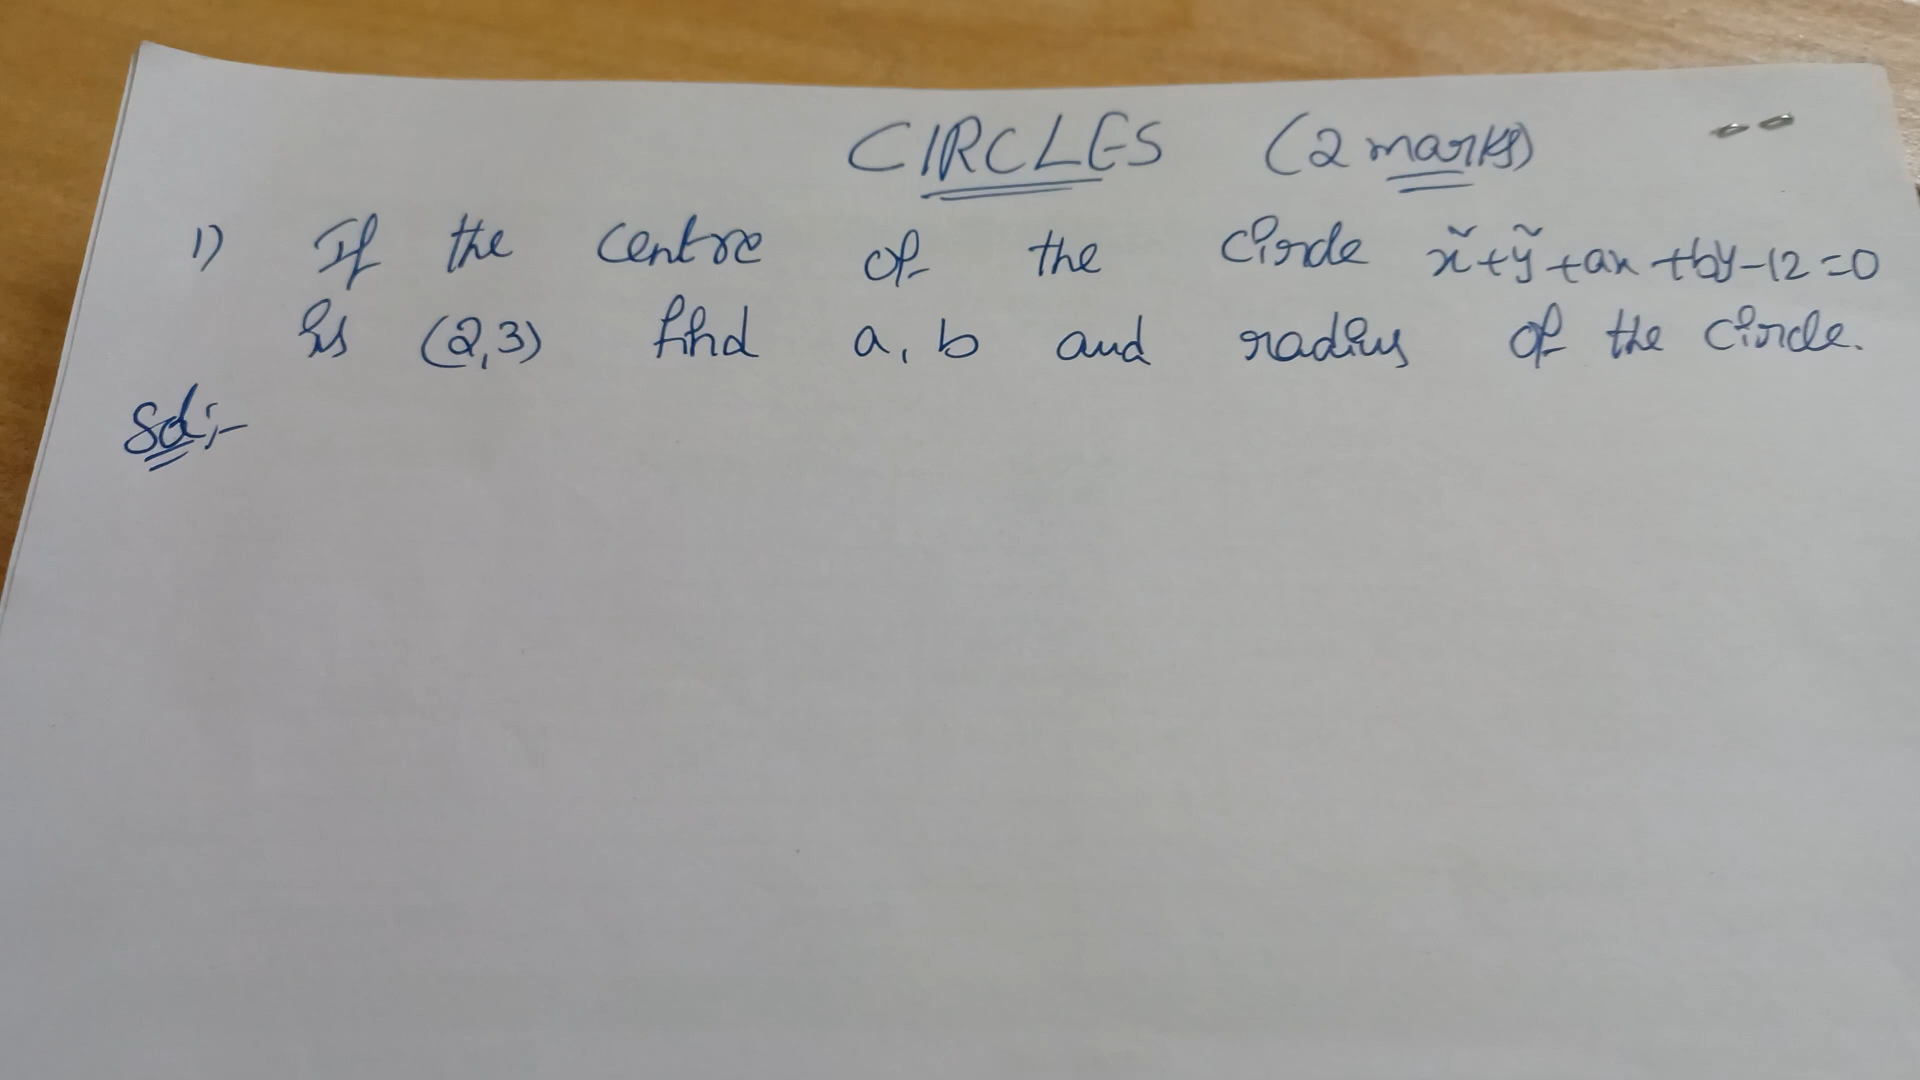 CIRCLES (2 marks)
1) If the centre of the circle x²+y²+ax+by-12=0
is (2,3) find a, b and radius of the circle.
Sol:-